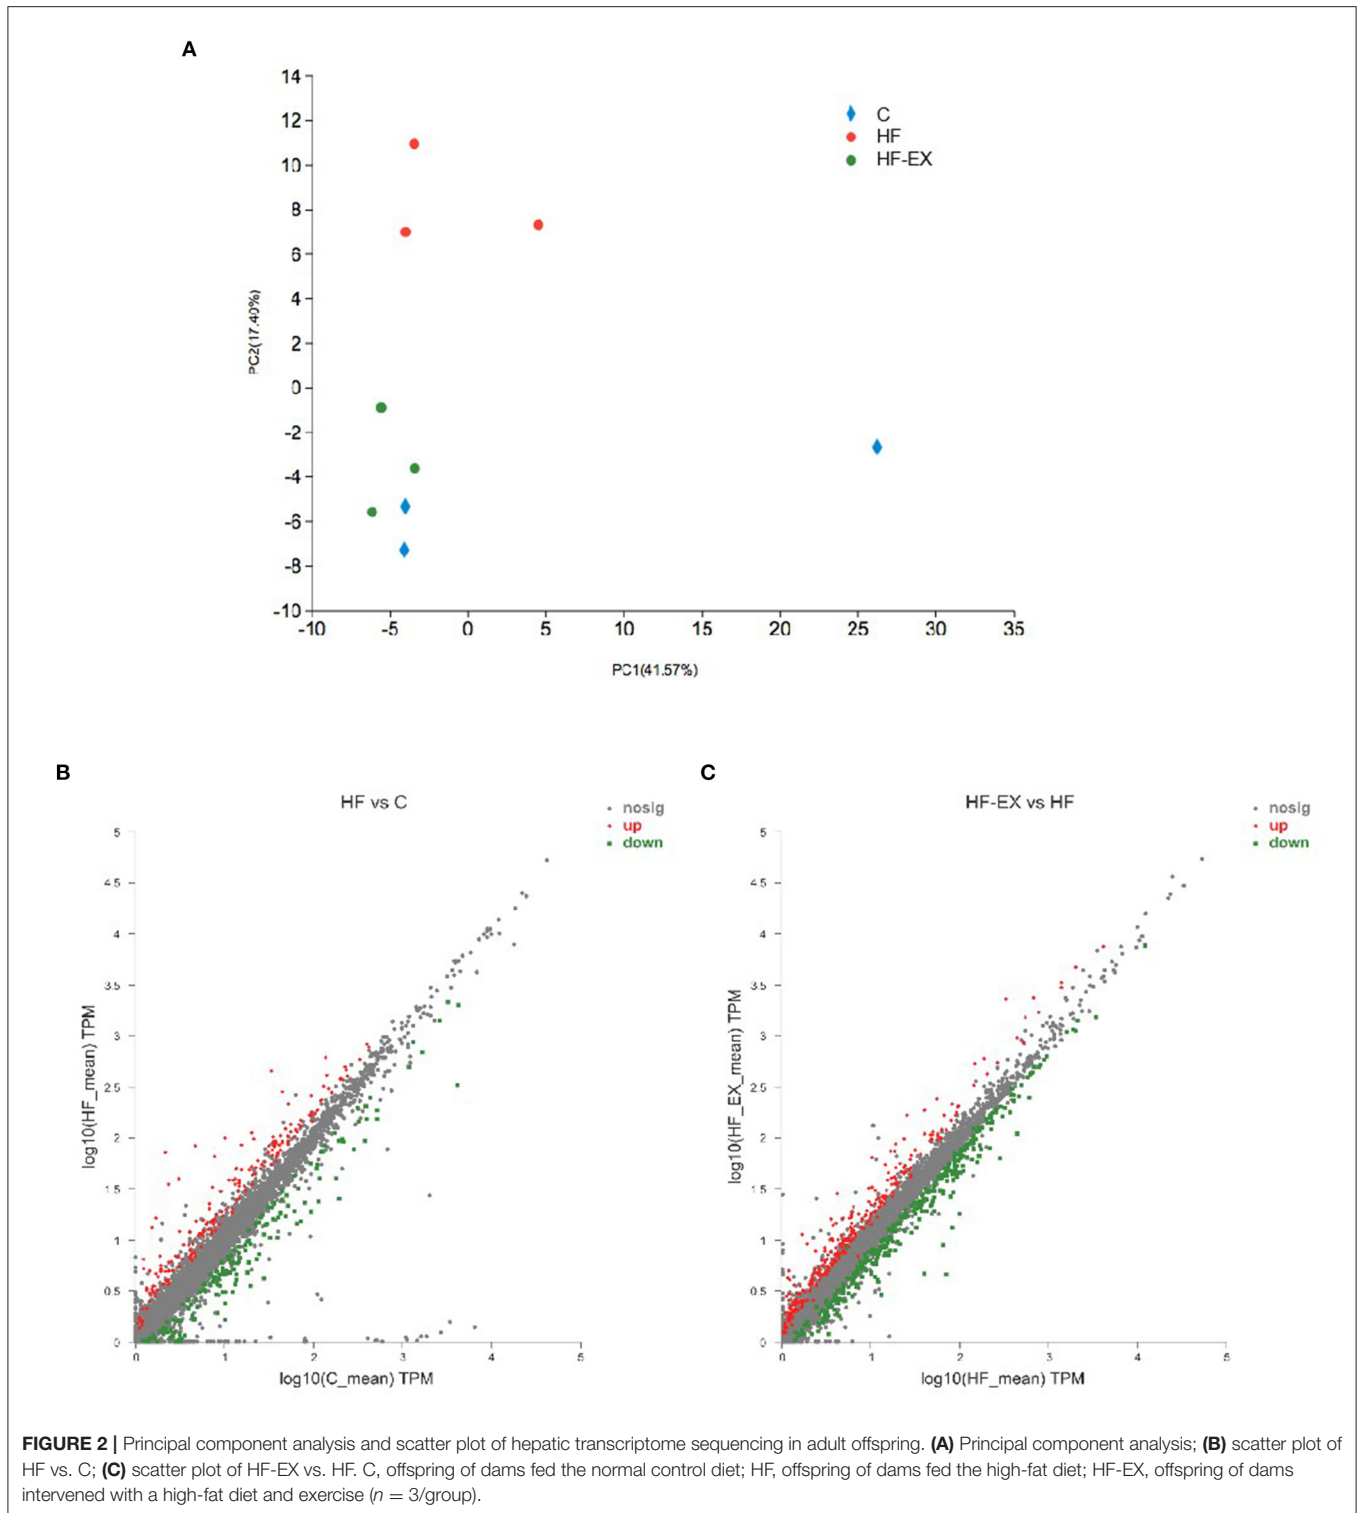 A
14
12
10
8
6
4
2
0
-2
-4
-6
-8
-10
-10 -5 0 5 10 15 20 25 30 35
PC2(17.40%)
PC1(41.57%)
C
HF
HF-EX
B
HF vs C
nosig
up
down
5
4.5
4
3.5
3
2.5
2
1.5
1
0.5
0
0 1 2 3 4 5
log10(HF_mean) TPM
log10(C_mean) TPM
C
HF-EX vs HF
nosig
up
down
5
4.5
4
3.5
3
2.5
2
1.5
1
0.5
0
0 1 2 3 4 5
log10(HF_EX_mean) TPM
log10(HF_mean) TPM
FIGURE 2 | Principal component analysis and scatter plot of hepatic transcriptome sequencing in adult offspring. (A) Principal component analysis; (B) scatter plot of
HF vs. C; (C) scatter plot of HF-EX vs. HF. C, offspring of dams fed the normal control diet; HF, offspring of dams fed the high-fat diet; HF-EX, offspring of dams
intervened with a high-fat diet and exercise (n = 3/group).